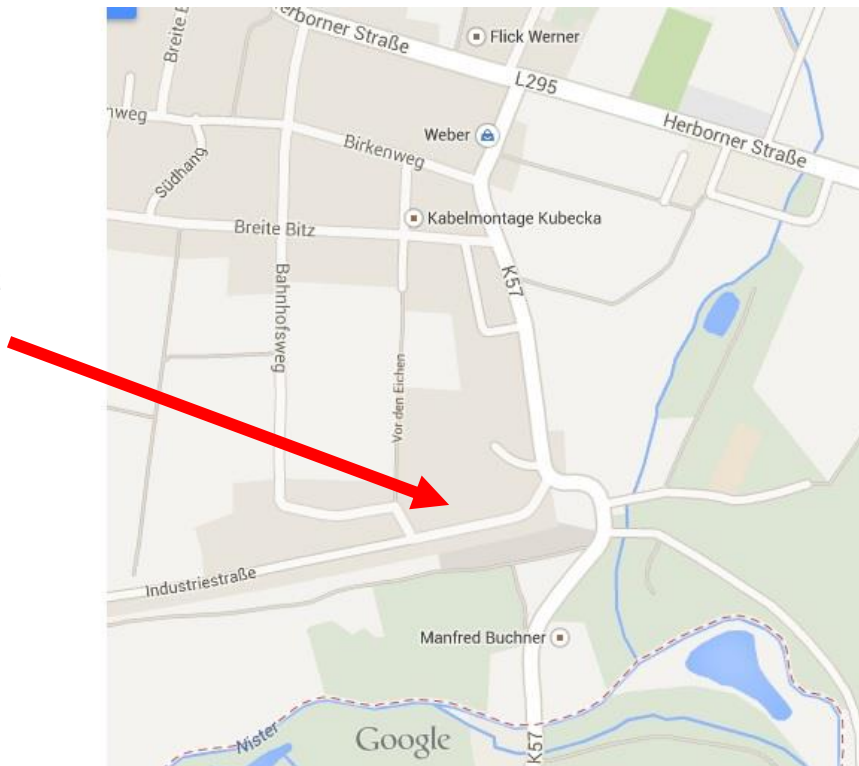 Herborner Straße
Breite B
Flick Werner
L295
nweg
Weber
Herborner Straße
Birkenweg
Südhang
Kabelmontage Kubecka
Breite Bitz
K57
Bahnhofsweg
Vor den Eichen
Industriestraße
Manfred Buchner
Nister
Google
K57